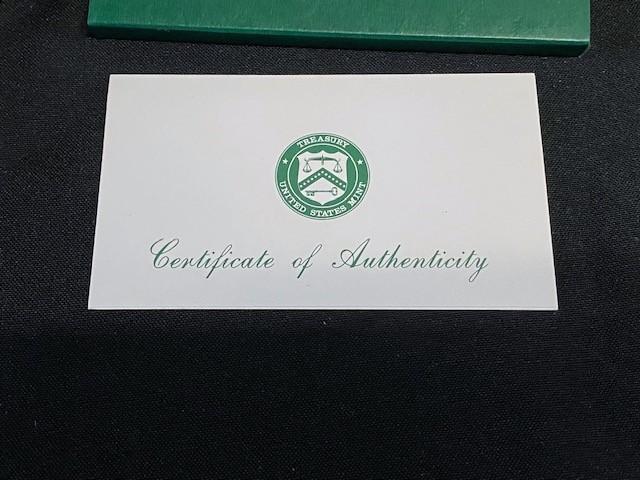 TREASURY
UNITED STATES MINT
Certificate of Authenticity